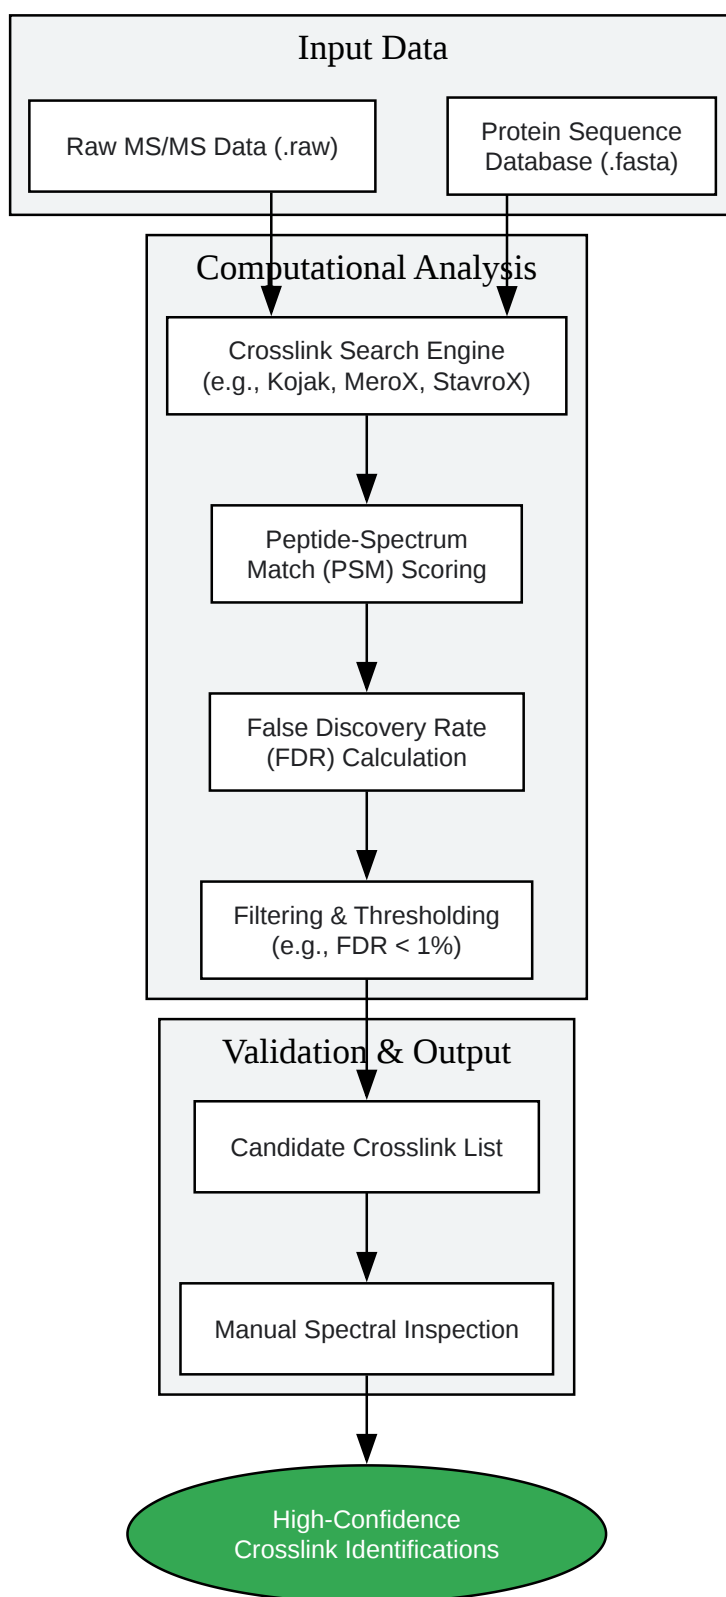 Input Data
Raw MS/MS Data (.raw)
Protein Sequence
Database (.fasta)
Computational Analysis
Crosslink Search Engine
(e.g., Kojak, MeroX, StavroX)
Peptide-Spectrum
Match (PSM) Scoring
False Discovery Rate
(FDR) Calculation
Filtering & Thresholding
(e.g., FDR < 1%)
Validation & Output
Candidate Crosslink List
Manual Spectral Inspection
High-Confidence
Crosslink Identifications